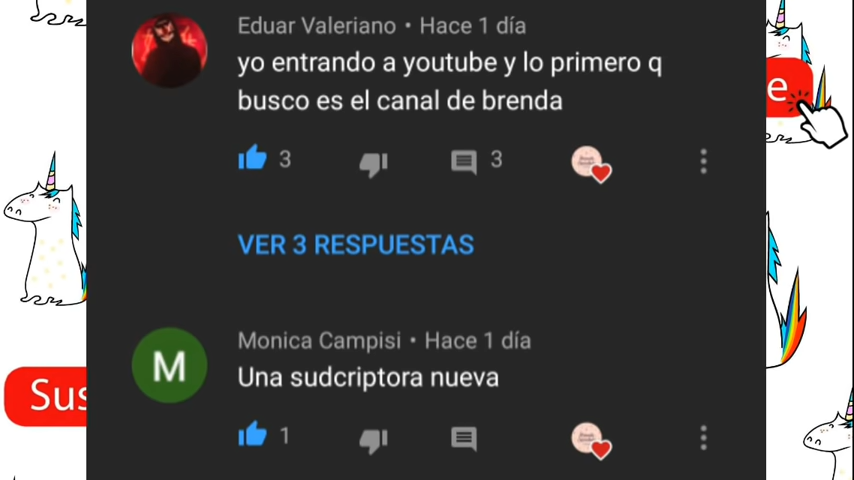 Eduar Valeriano • Hace 1 día
yo entrando a youtube y lo primero q
busco es el canal de brenda
3
3
VER 3 RESPUESTAS
M
Monica Campisi • Hace 1 día
Una sudcriptora nueva
1
e
Sus